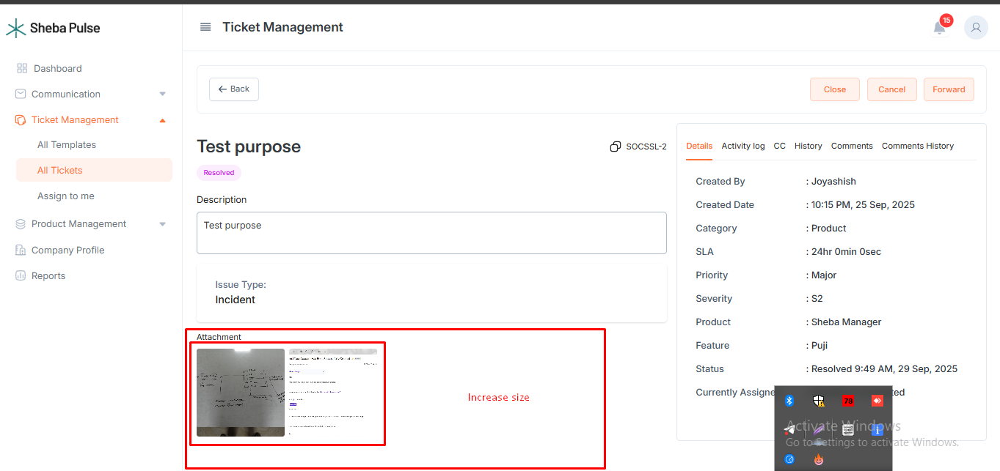 Sheba Pulse
Ticket Management
15
Dashboard
Communication
Ticket Management
All Templates
All Tickets
Assign to me
Product Management
Company Profile
Reports
Back
Close
Cancel
Forward
Test purpose
SOCSSL-2
Resolved
Description
Test purpose
Issue Type:
Incident
Attachment
Increase size
Details Activity log CC History Comments Comments History
Created By : Joyashish
Created Date : 10:15 PM, 25 Sep, 2025
Category : Product
SLA : 24hr 0min 0sec
Priority : Major
Severity : S2
Product : Sheba Manager
Feature : Puji
Status : Resolved 9:49 AM, 29 Sep, 2025
Currently Assigne ted
78
Activate Windows
Go to Settings to activate Windows.